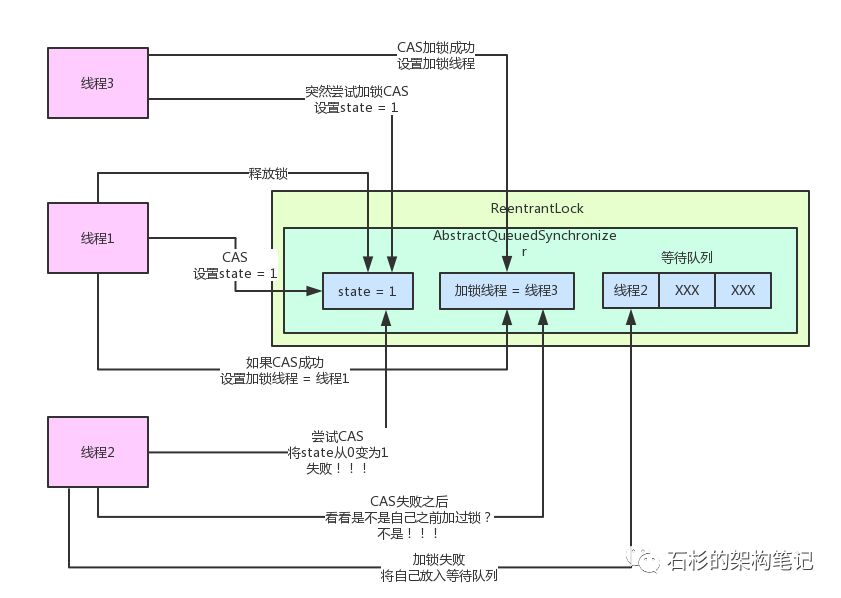 CAS加锁成功
设置加锁线程
线程3
突然尝试加锁CAS
设置state = 1
释放锁
ReentrantLock
线程1
AbstractQueuedSynchronize
r
CAS
设置state = 1
等待队列
state = 1
加锁线程 = 线程3
线程2
XXX
XXX
如果CAS成功
设置加锁线程 = 线程1
线程2
尝试CAS
将state从0变为1
失败！！！
CAS失败之后
看看是不是自己之前加过锁？
不是！！！
加锁失败
将自己放入等待队列
石杉的架构笔记